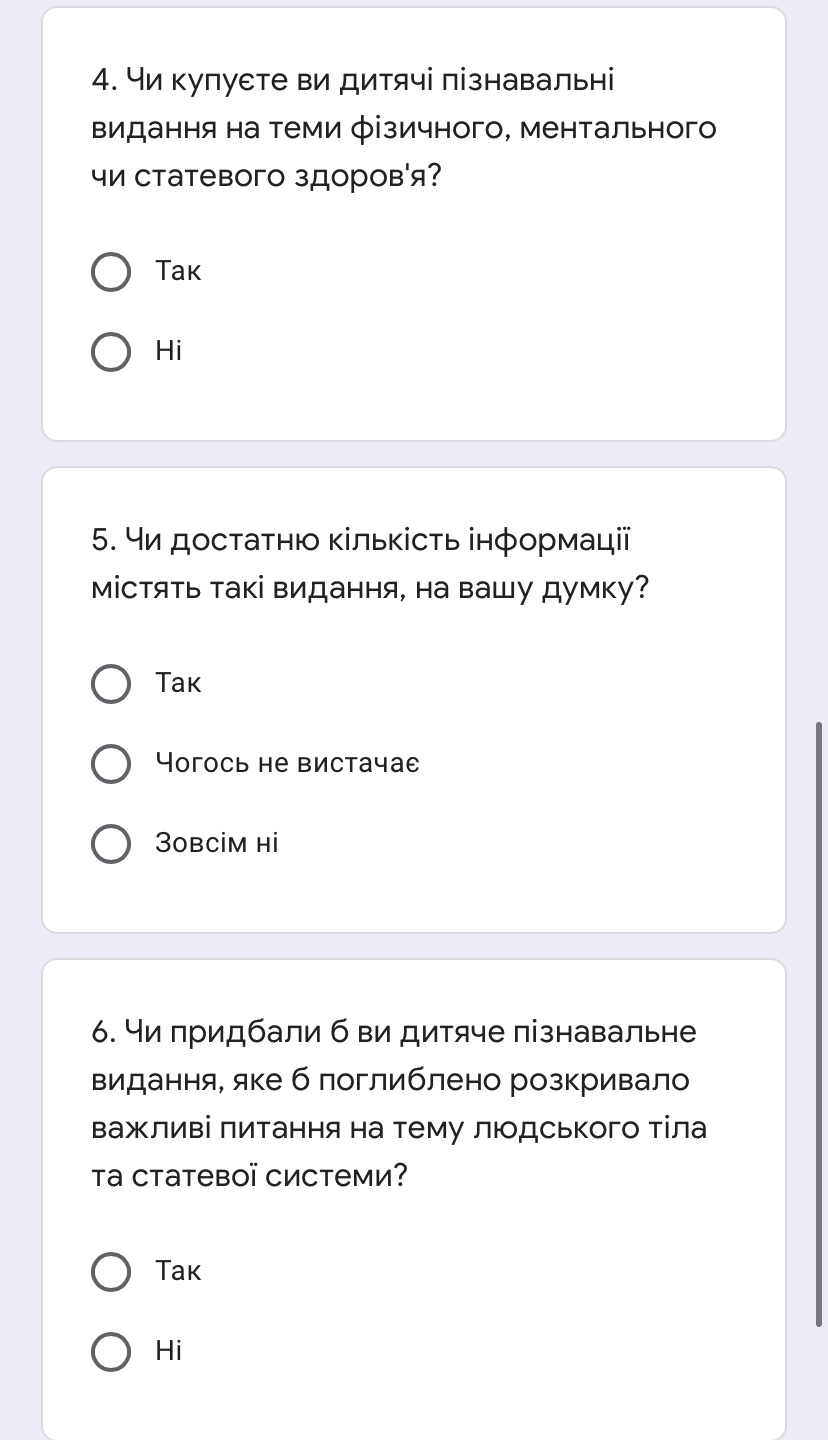 4. Чи купуєте ви дитячі пізнавальні
видання на теми фізичного, ментального
чи статевого здоров'я?
Так
Ні
5. Чи достатню кількість інформації
містять такі видання, на вашу думку?
Так
Чогось не вистачає
Зовсім ні
6. Чи придбали б ви дитяче пізнавальне
видання, яке б поглиблено розкривало
важливі питання на тему людського тіла
та статевої системи?
Так
Ні